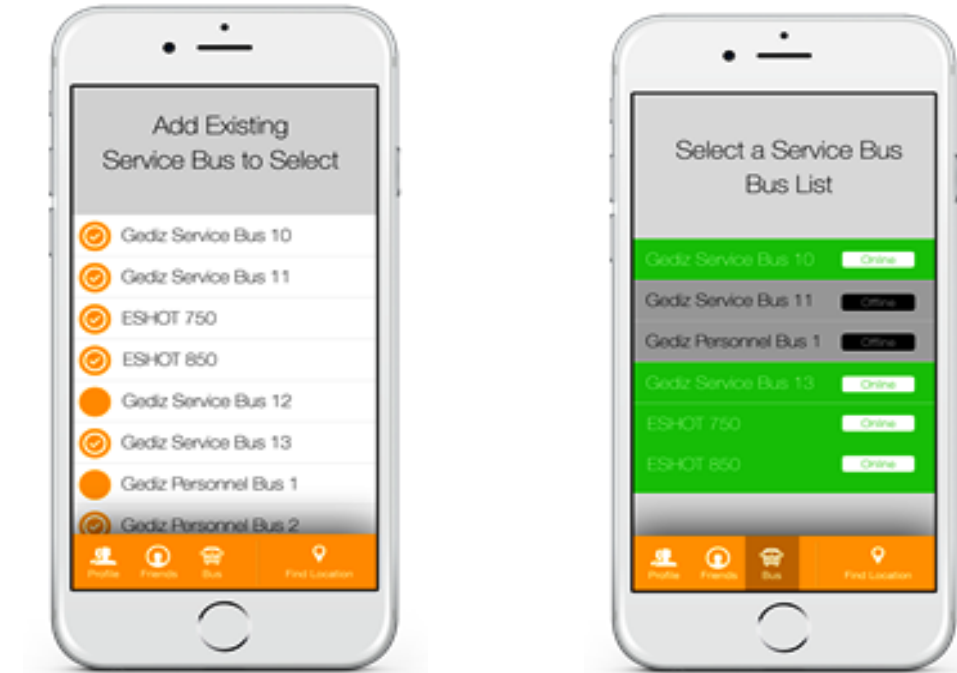 Add Existing
Service Bus to Select
Gediz Service Bus 10
Gediz Service Bus 11
ESHOT 750
ESHOT 850
Gediz Service Bus 12
Gediz Service Bus 13
Gediz Personnel Bus 1
Gediz Personnel Bus 2
Profile Friends Bus Find Location
Select a Service Bus
Bus List
Gediz Service Bus 10 Online
Gediz Service Bus 11 Offline
Gediz Personnel Bus 1 Offline
Gediz Service Bus 13 Online
ESHOT 750 Online
ESHOT 850 Online
Profile Friends Bus Find Location